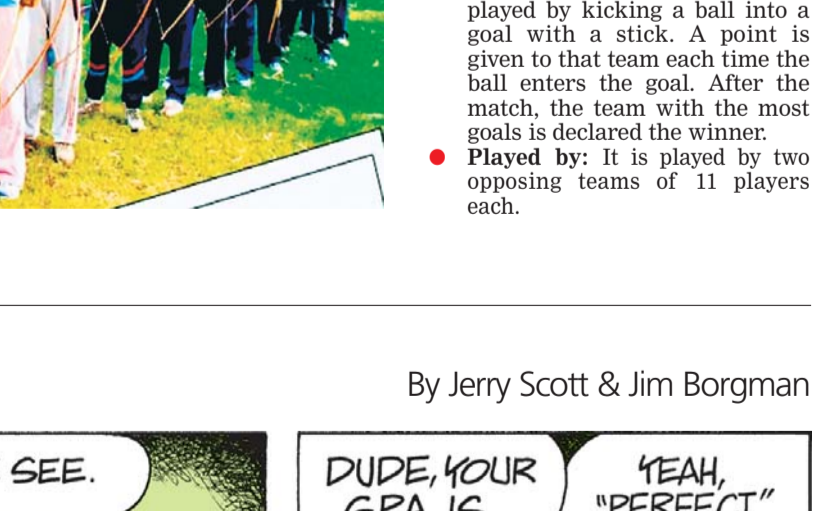 played by kicking a ball into a
goal with a stick. A point is
given to that team each time the
ball enters the goal. After the
match, the team with the most
goals is declared the winner.
Played by: It is played by two
opposing teams of 11 players
each.
By Jerry Scott & Jim Borgman
SEE.
DUDE, YOUR
GPA IS
YEAH,
"PERFECT"